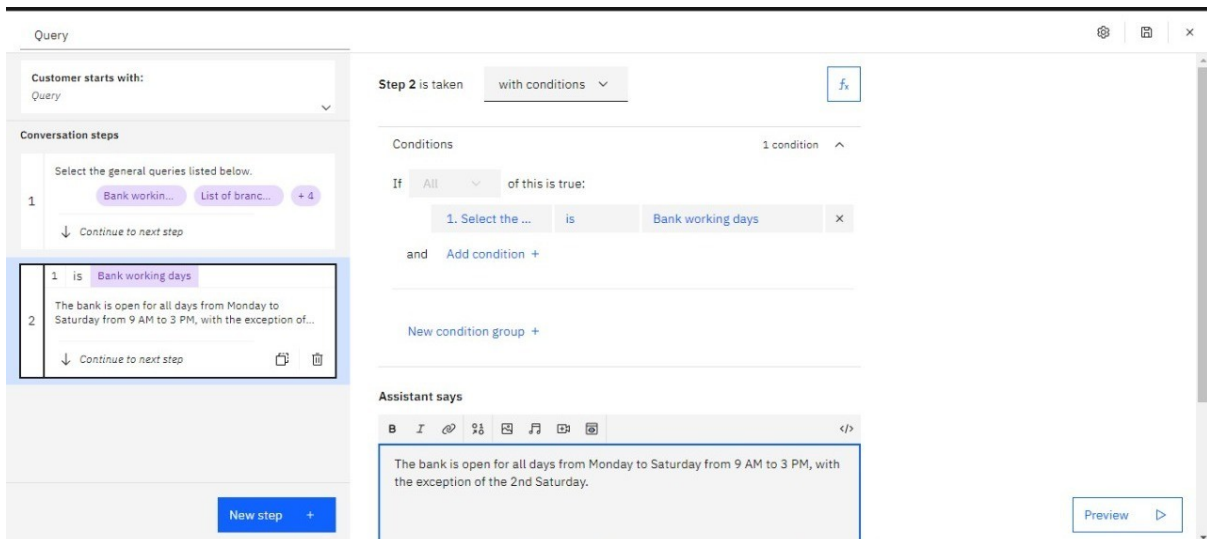 Query
Customer starts with:
Query
Conversation steps
1
Select the general queries listed below.
Bank workin... List of branc... + 4
↓ Continue to next step
2
1 is Bank working days
The bank is open for all days from Monday to
Saturday from 9 AM to 3 PM, with the exception of...
↓ Continue to next step
New step +
Step 2 is taken with conditions
fx
Conditions 1 condition
If All of this is true:
1. Select the ... is Bank working days ×
and Add condition +
New condition group +
Assistant says
B I </>
The bank is open for all days from Monday to Saturday from 9 AM to 3 PM, with
the exception of the 2nd Saturday.
Preview